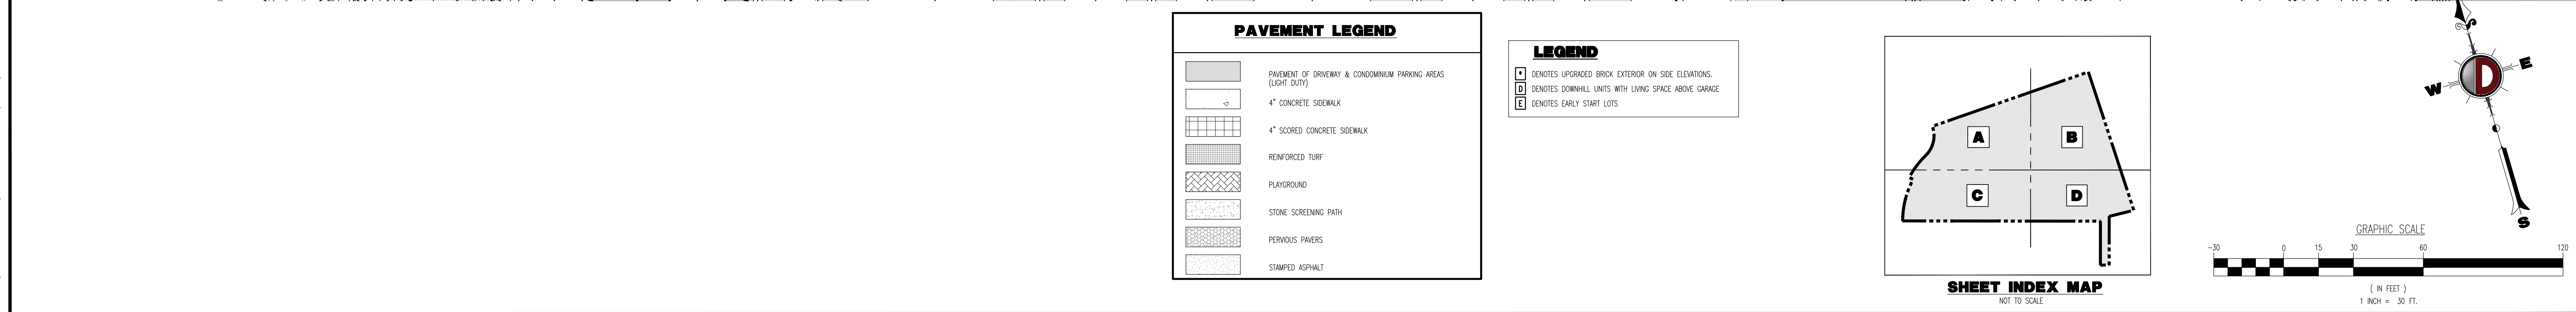 PAVEMENT LEGEND
PAVEMENT OF DRIVEWAY & CONDOMINIUM PARKING AREAS
(LIGHT DUTY)
4" CONCRETE SIDEWALK
4" SCORED CONCRETE SIDEWALK
REINFORCED TURF
PLAYGROUND
STONE SCREENING PATH
PERVIOUS PAVERS
STAMPED ASPHALT
LEGEND
* DENOTES UPGRADED BRICK EXTERIOR ON SIDE ELEVATIONS.
D DENOTES DOWNHILL UNITS WITH LIVING SPACE ABOVE GARAGE
E DENOTES EARLY START LOTS
A B
C D
SHEET INDEX MAP
NOT TO SCALE
E
D
W
S
GRAPHIC SCALE
-30 0 15 30 60 120
( IN FEET )
1 INCH = 30 FT.